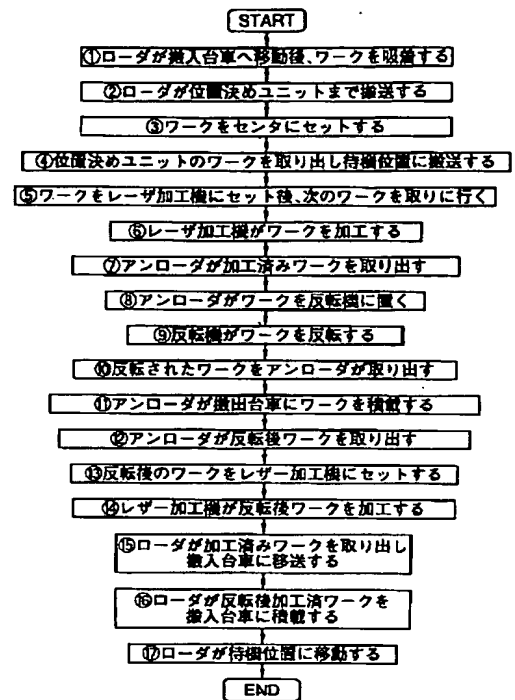 START
①ローダが搬入台車へ移動後、ワークを吸着する
②ローダが位置決めユニットまで搬送する
③ワークをセンタにセットする
④位置決めユニットのワークを取り出し待機位置に搬送する
⑤ワークをレーザ加工機にセット後、次のワークを取りに行く
⑥レーザ加工機がワークを加工する
⑦アンローダが加工済みワークを取り出す
⑧アンローダがワークを反転機に置く
⑨反転機がワークを反転する
⑩反転されたワークをアンローダが取り出す
⑪アンローダが搬出台車にワークを積載する
⑫アンローダが反転後ワークを取り出す
⑬反転後のワークをレザー加工機にセットする
⑭レザー加工機が反転後ワークを加工する
⑮ローダが加工済みワークを取り出し
搬入台車に移送する
⑯ローダが反転後加工済ワークを
搬入台車に積載する
⑰ローダが待機位置に移動する
END